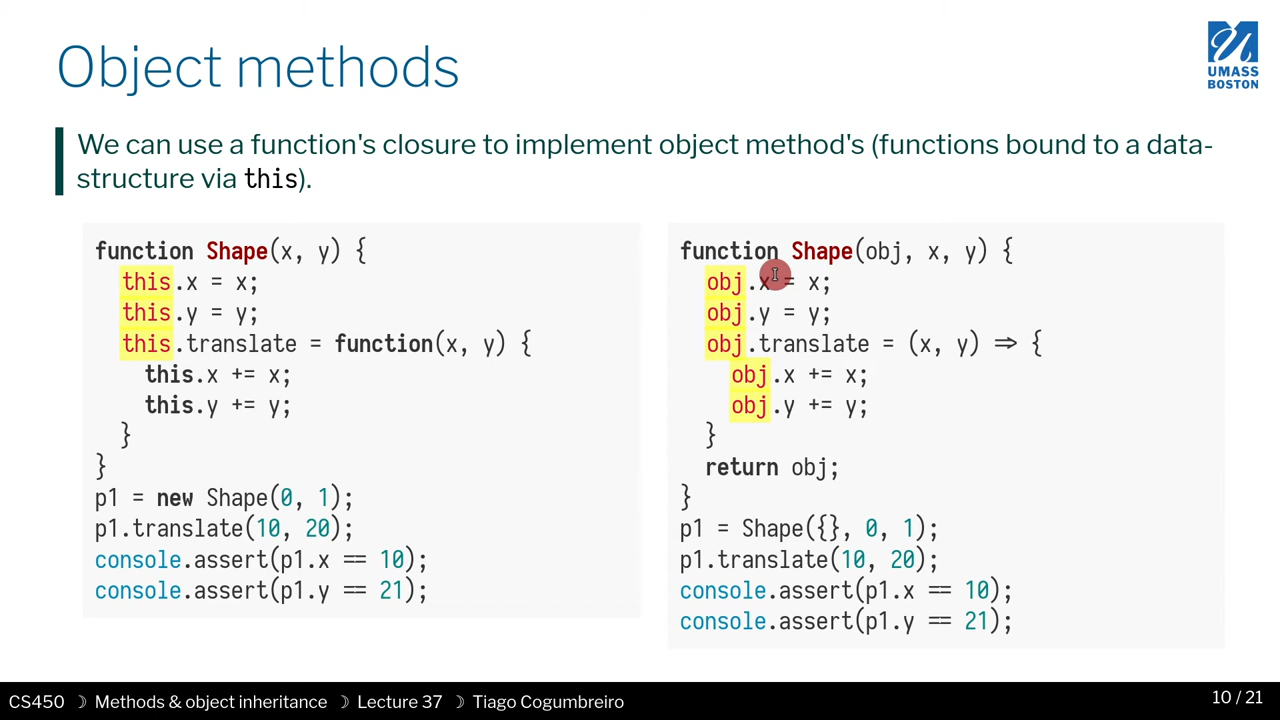 Object methods
UMASS
BOSTON
We can use a function's closure to implement object method's (functions bound to a data-
structure via this).
function Shape(x, y) {
this.x = x;
this.y = y;
this.translate = function(x, y) {
this.x += x;
this.y += y;
}
}
p1 = new Shape(0, 1);
p1.translate(10, 20);
console.assert(p1.x == 10);
console.assert(p1.y == 21);
function Shape(obj, x, y) {
obj.x = x;
obj.y = y;
obj.translate = (x, y) => {
obj.x += x;
obj.y += y;
}
return obj;
}
p1 = Shape({}, 0, 1);
p1.translate(10, 20);
console.assert(p1.x == 10);
console.assert(p1.y == 21);
CS450 ☽ Methods & object inheritance ☽ Lecture 37 ☽ Tiago Cogumbreiro
10 / 21